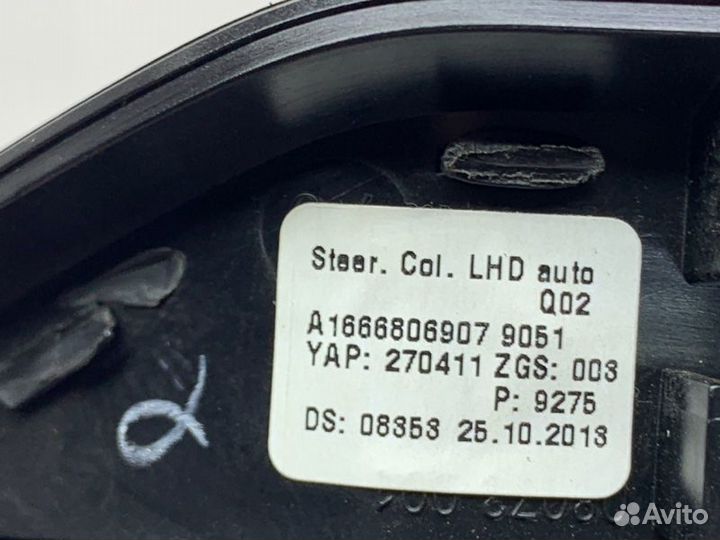 Steer. Col. LHD auto
Q02
A1666806907 9051
YAP: 270411 ZGS: 003
P: 9275
DS: 08353 25.10.2013
Avito